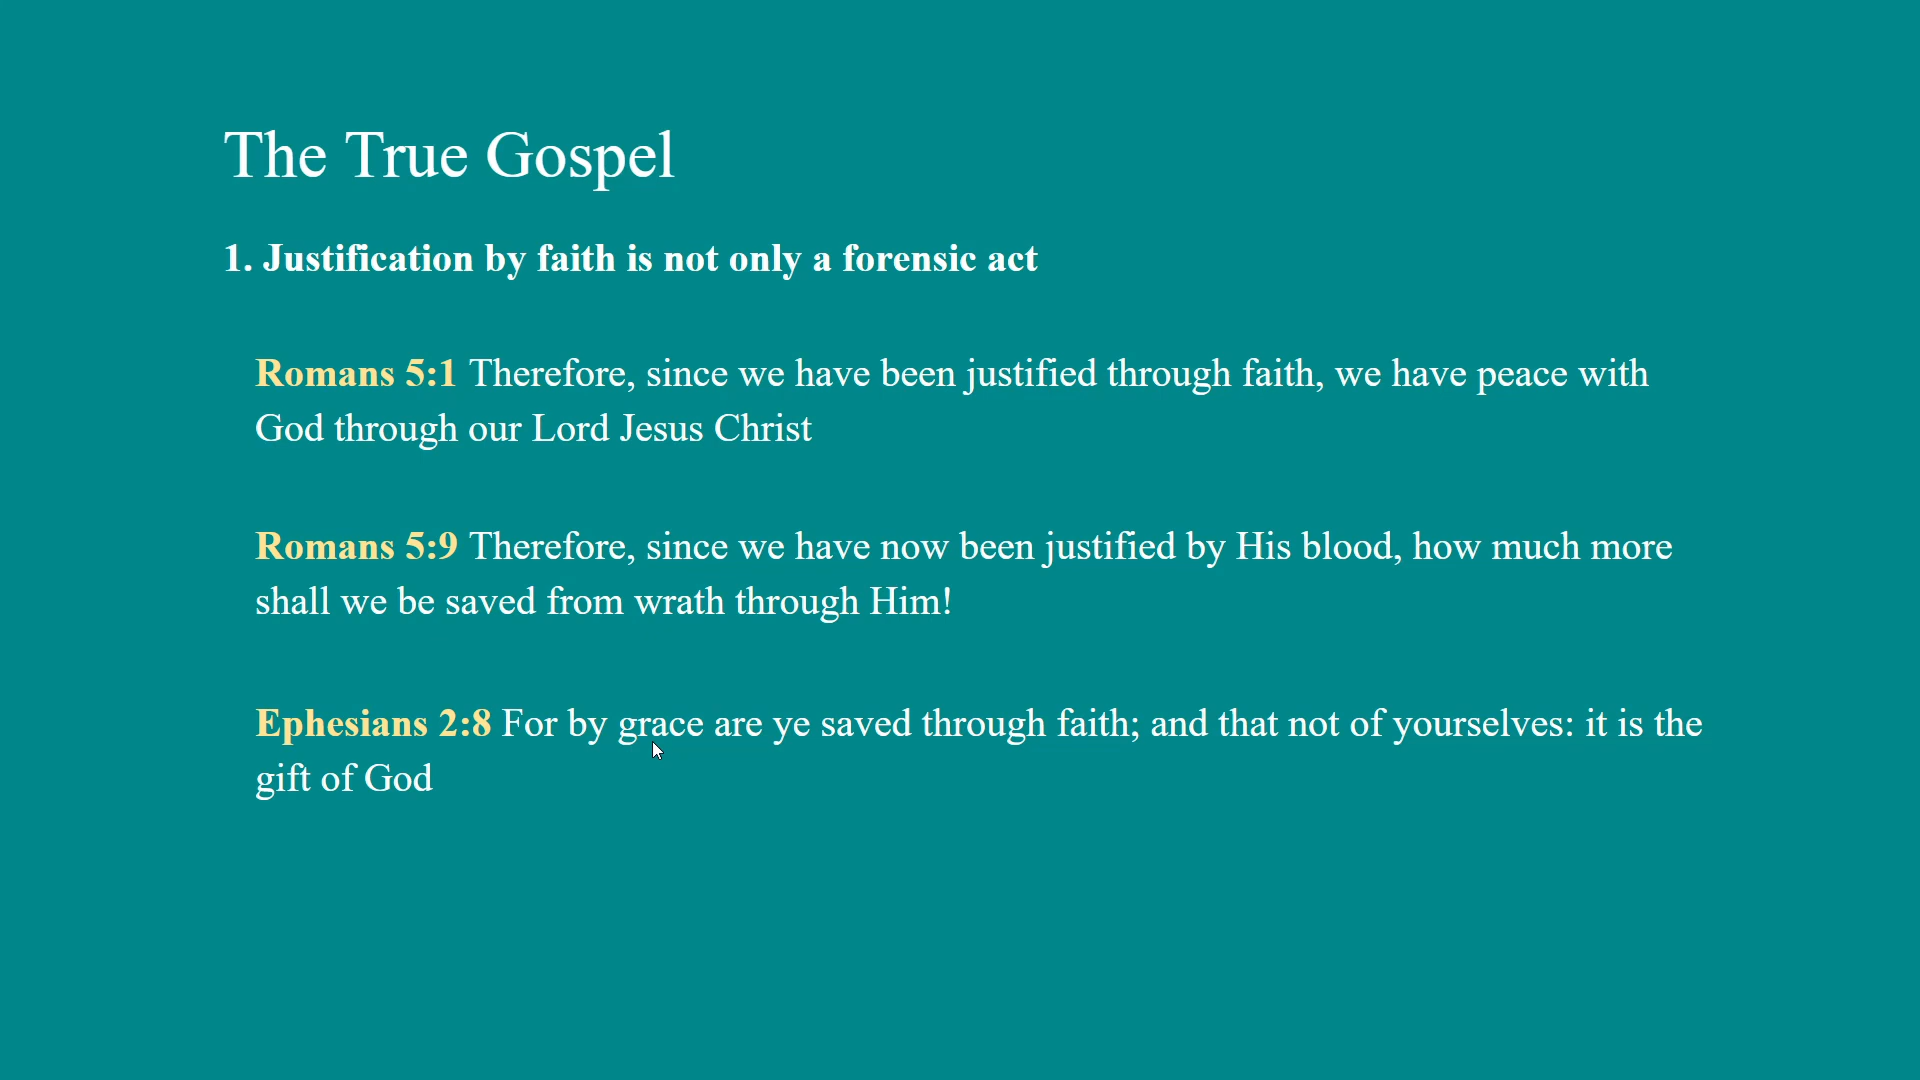 The True Gospel
1. Justification by faith is not only a forensic act
Romans 5:1 Therefore, since we have been justified through faith, we have peace with
God through our Lord Jesus Christ
Romans 5:9 Therefore, since we have now been justified by His blood, how much more
shall we be saved from wrath through Him!
Ephesians 2:8 For by grace are ye saved through faith; and that not of yourselves: it is the
gift of God